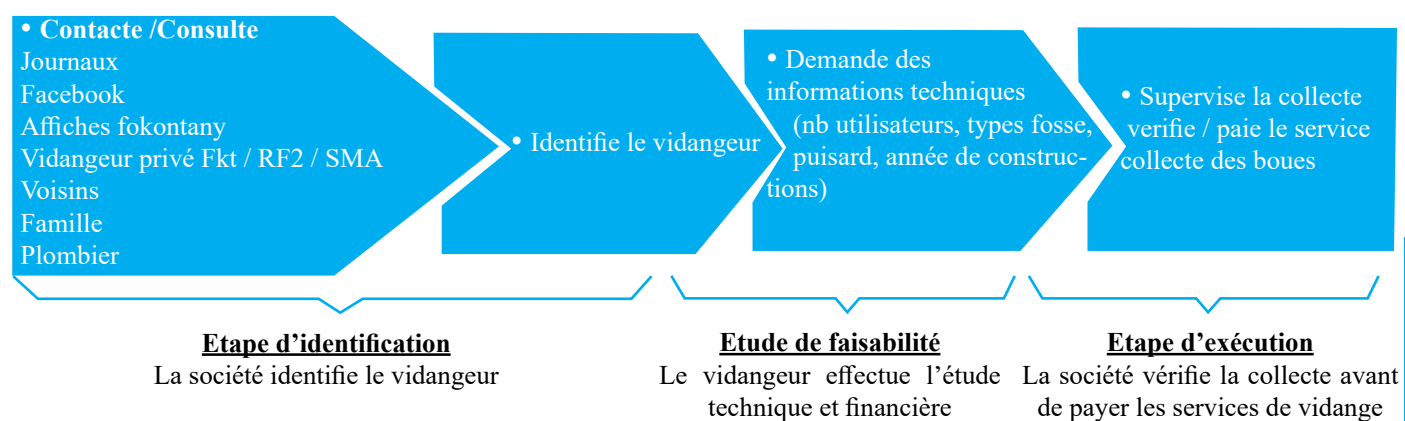 • Contacte /Consulte
Journaux
Facebook
Affiches fokontany
Vidangeur privé Fkt / RF2 / SMA
Voisins
Famille
Plombier
• Identifie le vidangeur
• Demande des
informations techniques
(nb utilisateurs, types fosse,
puisard, année de construc-
tions)
• Supervise la collecte
verifie / paie le service
collecte des boues
Etape d’identification
La société identifie le vidangeur
Etude de faisabilité
Le vidangeur effectue l’étude
technique et financière
Etape d’exécution
La société vérifie la collecte avant
de payer les services de vidange